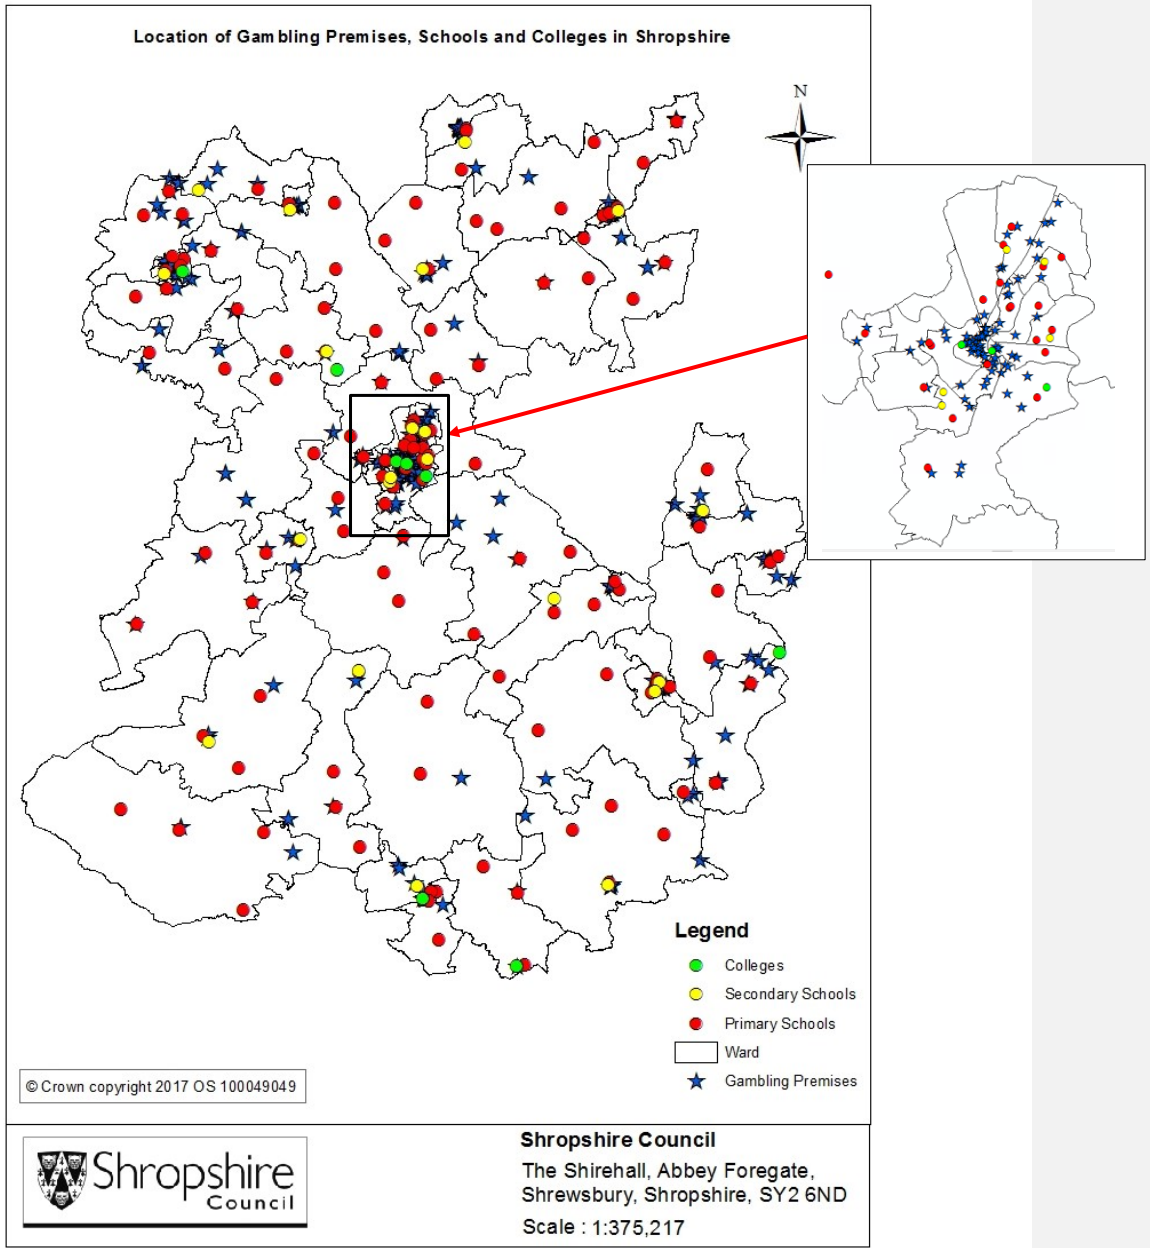 Location of Gambling Premises, Schools and Colleges in Shropshire
N
Legend
Colleges
Secondary Schools
Primary Schools
Ward
Gambling Premises
© Crown copyright 2017 OS 100049049
Shropshire
Council
Shropshire Council
The Shirehall, Abbey Foregate,
Shrewsbury, Shropshire, SY2 6ND
Scale : 1:375,217